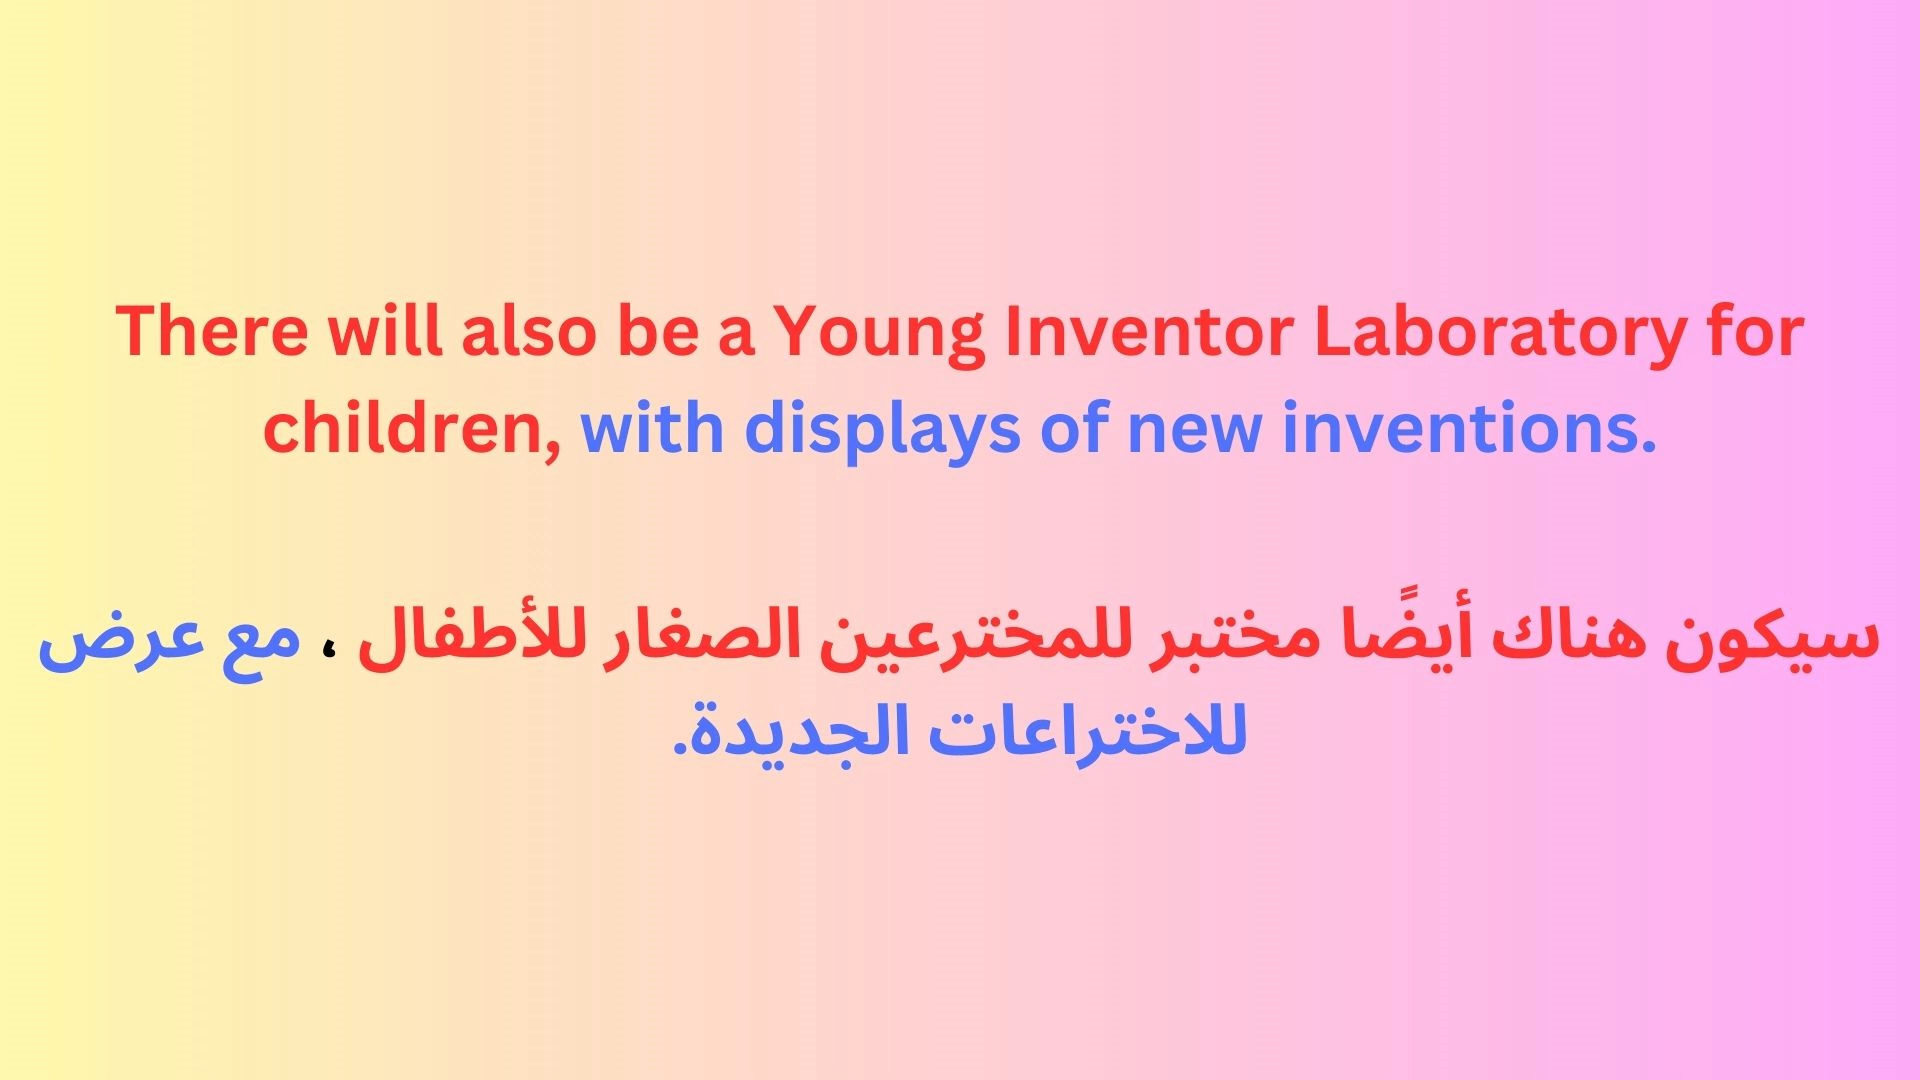 There will also be a Young Inventor Laboratory for
children, with displays of new inventions.
سيكون هناك أيضًا مختبر للمخترعين الصغار للأطفال ، مع عرض
للاختراعات الجديدة.